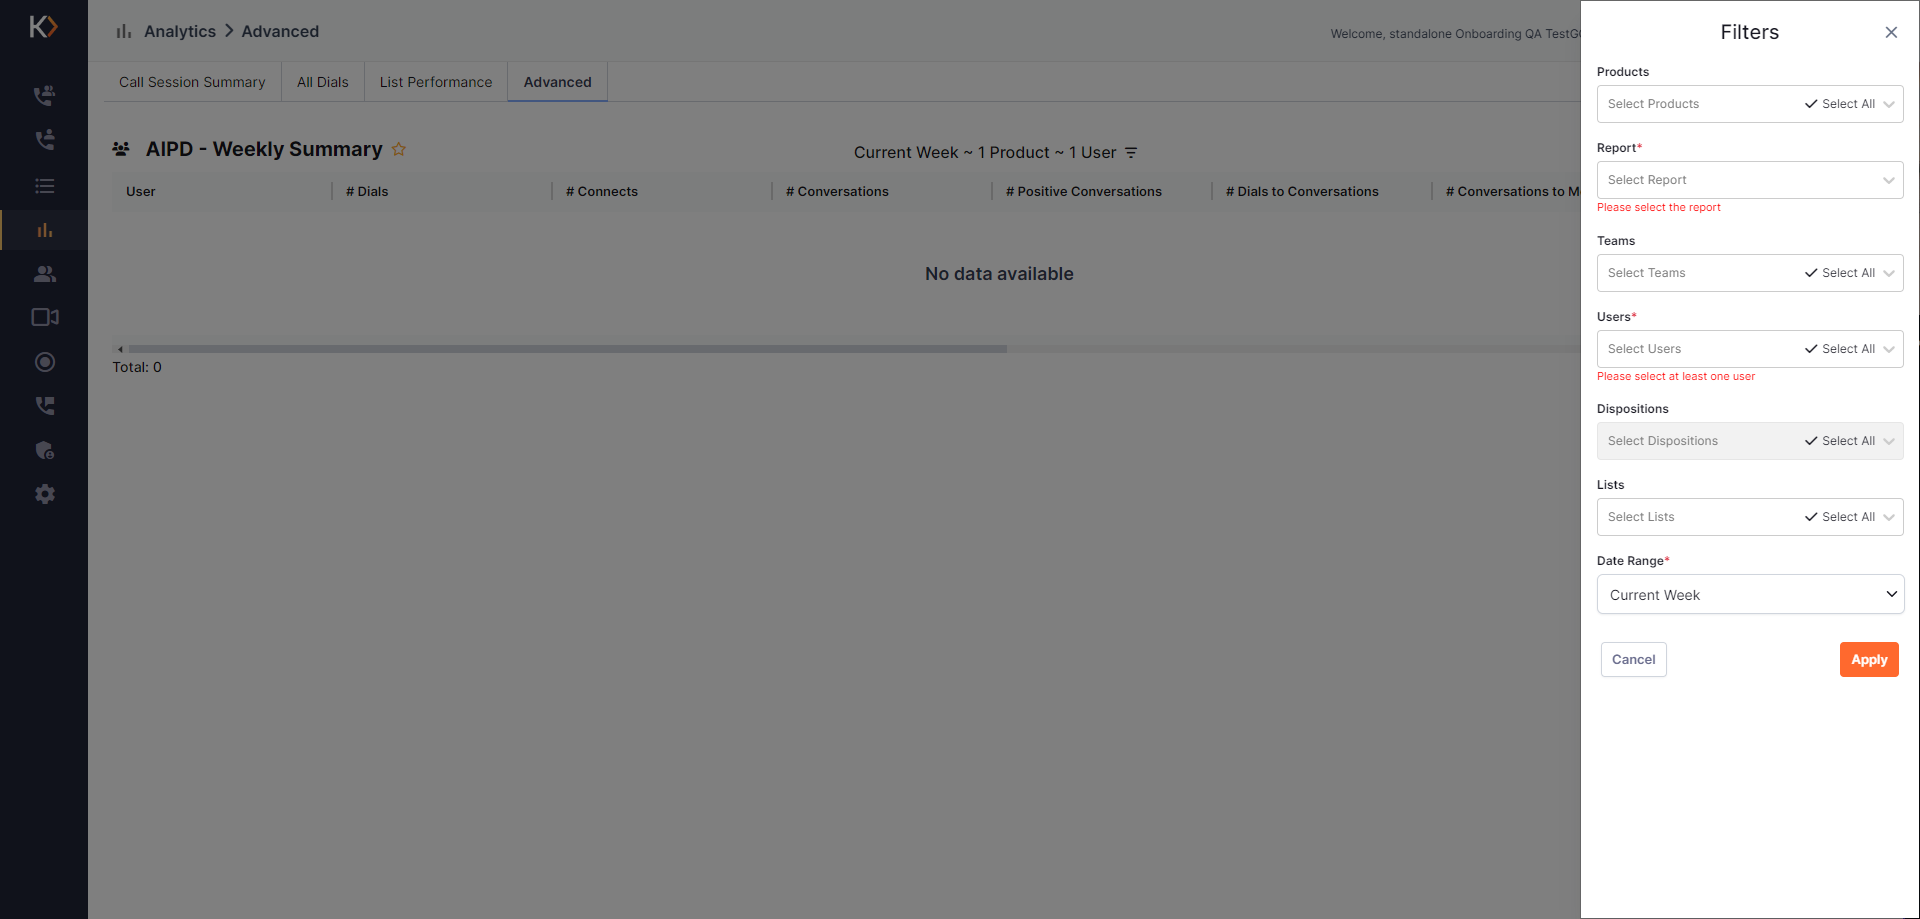 Analytics > Advanced
Welcome, standalone Onboarding QA TestG
Call Session Summary
All Dials
List Performance
Advanced
AIPD - Weekly Summary
Current Week ~ 1 Product ~ 1 User
User
# Dials
# Connects
# Conversations
# Positive Conversations
# Dials to Conversations
# Conversations to M
No data available
Total: 0
Filters
Products
Select Products
Select All
Report*
Select Report
Please select the report
Teams
Select Teams
Select All
Users*
Select Users
Select All
Please select at least one user
Dispositions
Select Dispositions
Select All
Lists
Select Lists
Select All
Date Range*
Current Week
Cancel
Apply